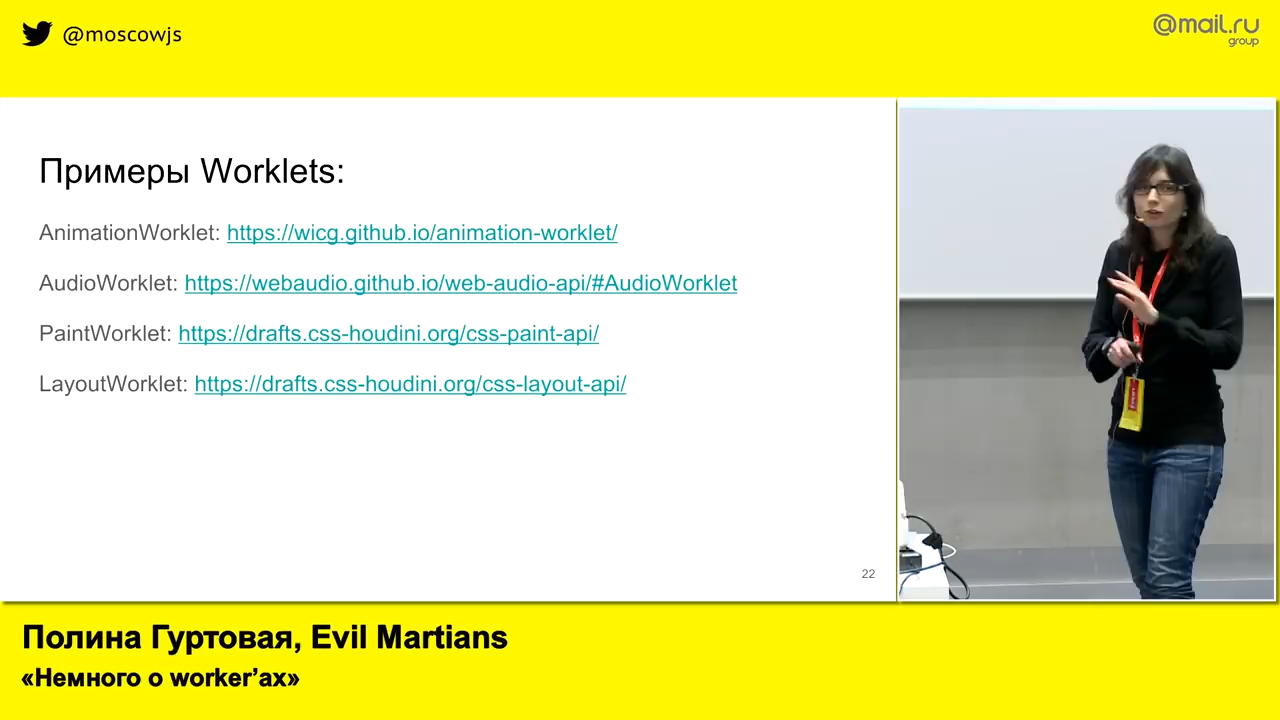 @moscowjs
@mail.ru
group
Примеры Worklets:
AnimationWorklet: https://wicg.github.io/animation-worklet/
AudioWorklet: https://webaudio.github.io/web-audio-api/#AudioWorklet
PaintWorklet: https://drafts.css-houdini.org/css-paint-api/
LayoutWorklet: https://drafts.css-houdini.org/css-layout-api/
22
Полина Гуртовая, Evil Martians
«Немного о worker’ах»